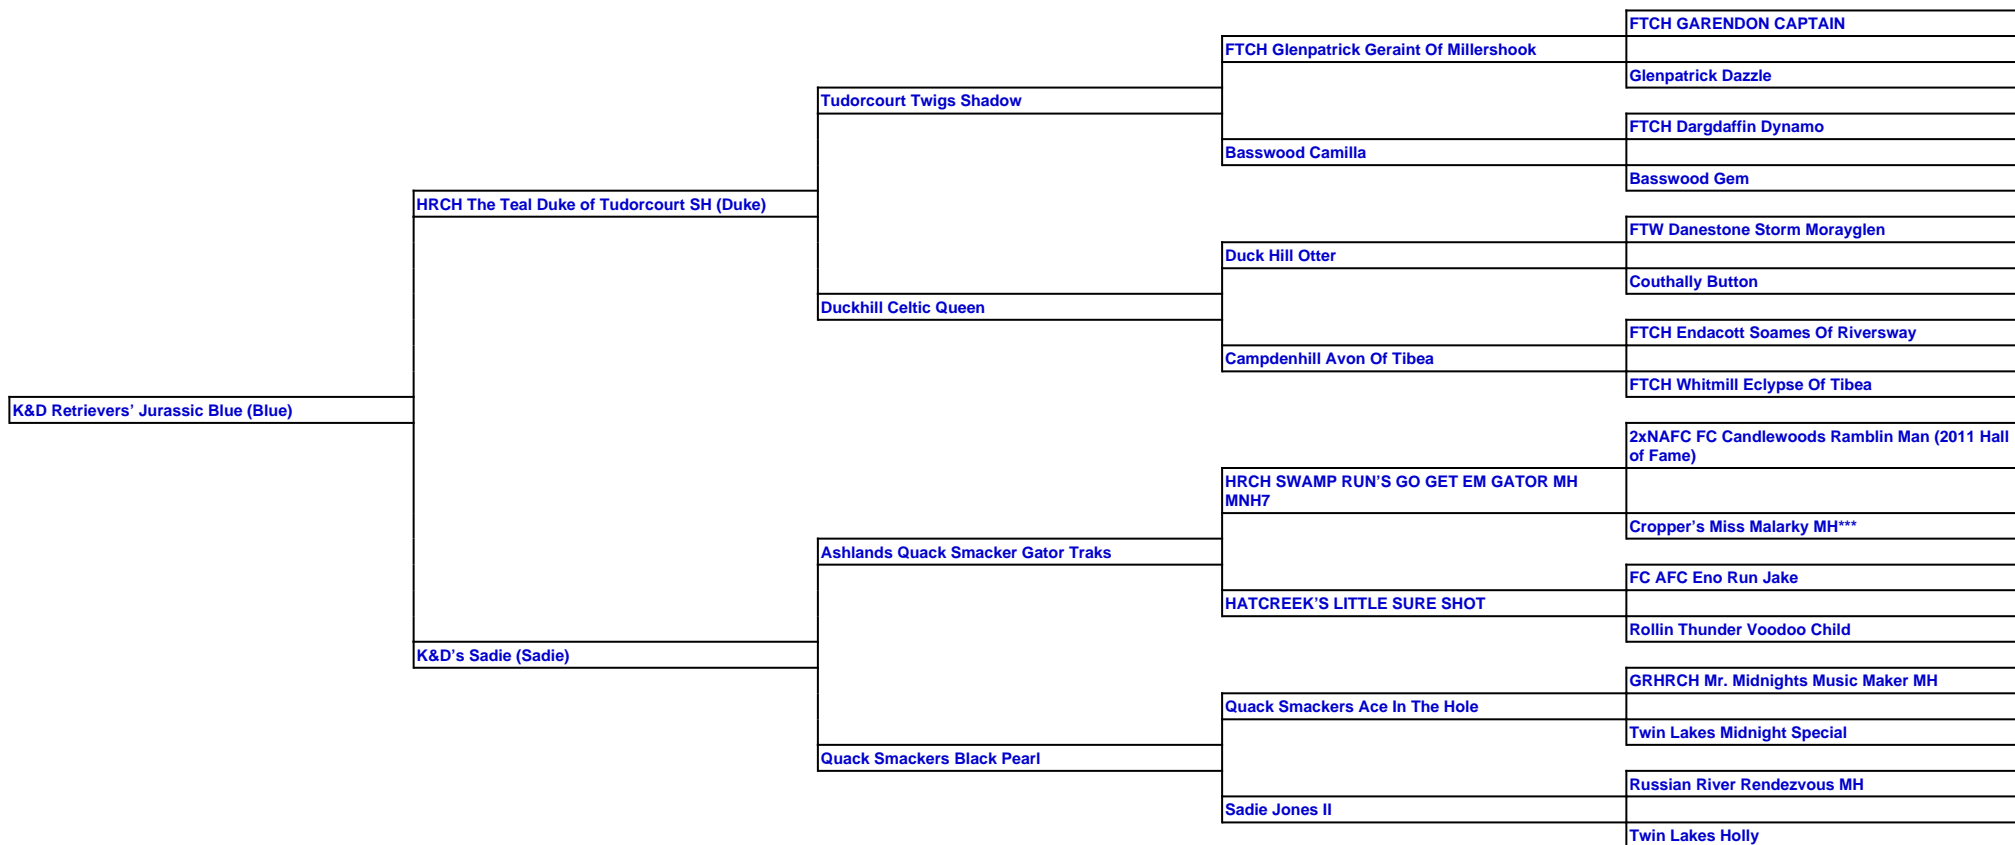 FTCH GARENDON CAPTAIN
FTCH Glenpatrick Geraint Of Millershook
Glenpatrick Dazzle
Tudorcourt Twigs Shadow
FTCH Dargdaffin Dynamo
Basswood Camilla
Basswood Gem
HRCH The Teal Duke of Tudorcourt SH (Duke)
FTW Danestone Storm Morayglen
Duck Hill Otter
Couthally Button
Duckhill Celtic Queen
FTCH Endacott Soames Of Riversway
Campdenhill Avon Of Tibea
FTCH Whitmill Eclypse Of Tibea
K&D Retrievers’ Jurassic Blue (Blue)
2xNAFC FC Candlewoods Ramblin Man (2011 Hall
of Fame)
HRCH SWAMP RUN’S GO GET EM GATOR MH
MNH7
Cropper’s Miss Malarky MH***
Ashlands Quack Smacker Gator Traks
FC AFC Eno Run Jake
HATCREEK’S LITTLE SURE SHOT
Rollin Thunder Voodoo Child
K&D’s Sadie (Sadie)
GRHRCH Mr. Midnights Music Maker MH
Quack Smackers Ace In The Hole
Twin Lakes Midnight Special
Quack Smackers Black Pearl
Russian River Rendezvous MH
Sadie Jones II
Twin Lakes Holly